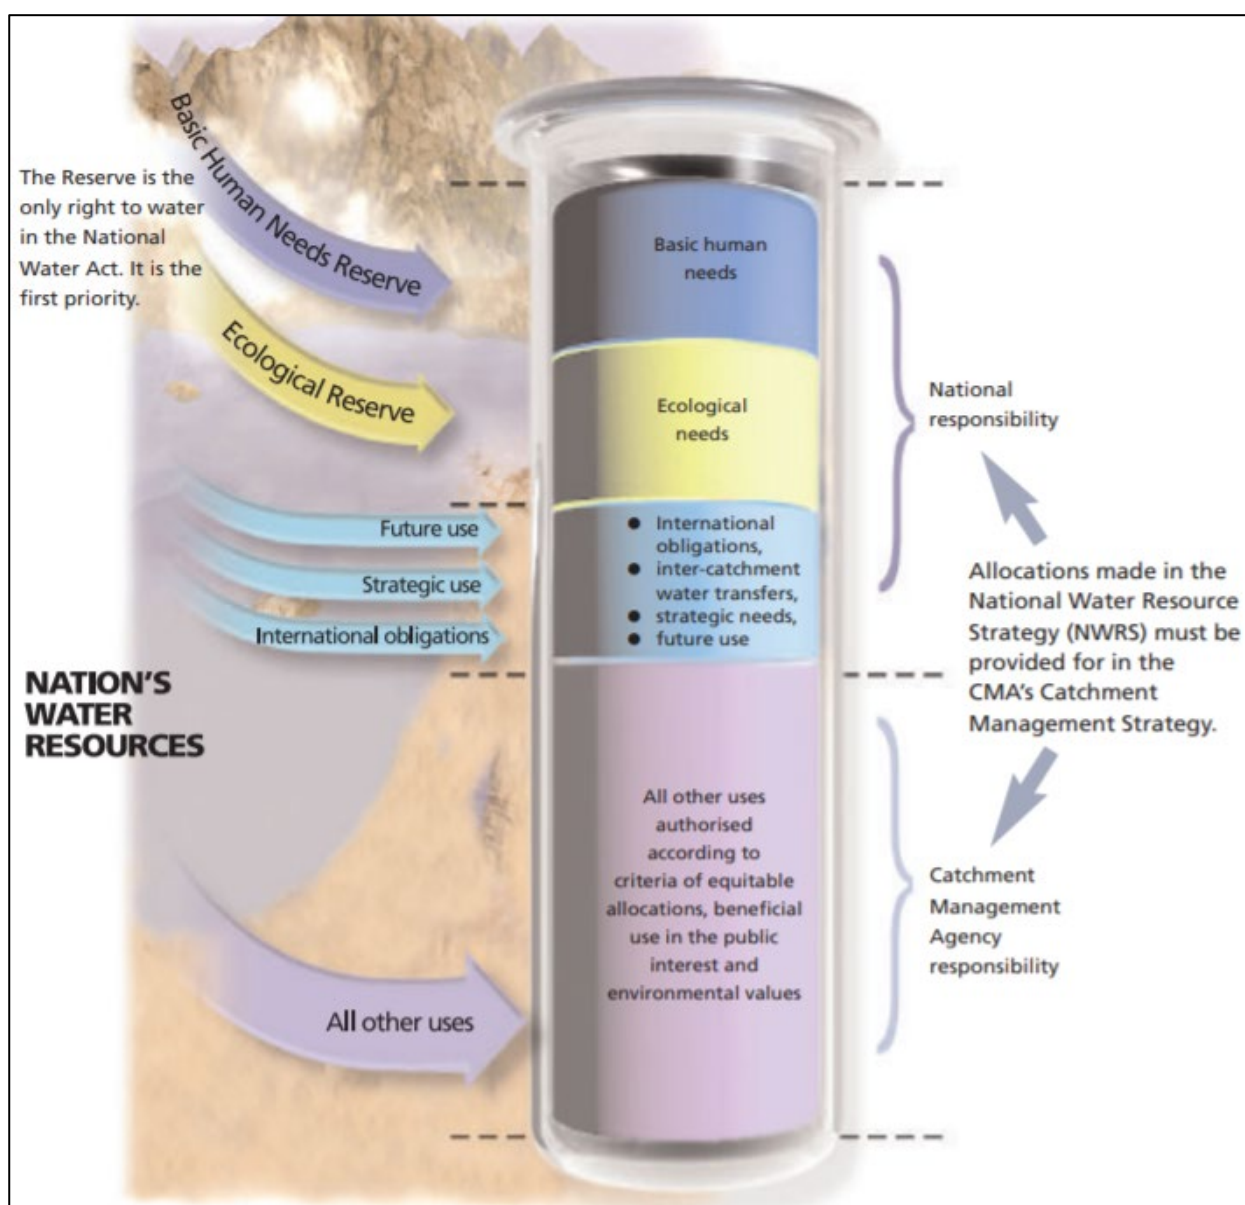 Basic Human Needs Reserve
The Reserve is the
only right to water
in the National
Water Act. It is the
first priority.
Ecological Reserve
Future use
Strategic use
International obligations
NATION'S
WATER
RESOURCES
All other uses
Basic human
needs
Ecological
needs
● International
obligations,
● inter-catchment
water transfers,
● strategic needs,
● future use
All other uses
authorised
according to
criteria of equitable
allocations, beneficial
use in the public
interest and
environmental values
National
responsibility
Allocations made in the
National Water Resource
Strategy (NWRS) must be
provided for in the
CMA's Catchment
Management Strategy.
Catchment
Management
Agency
responsibility